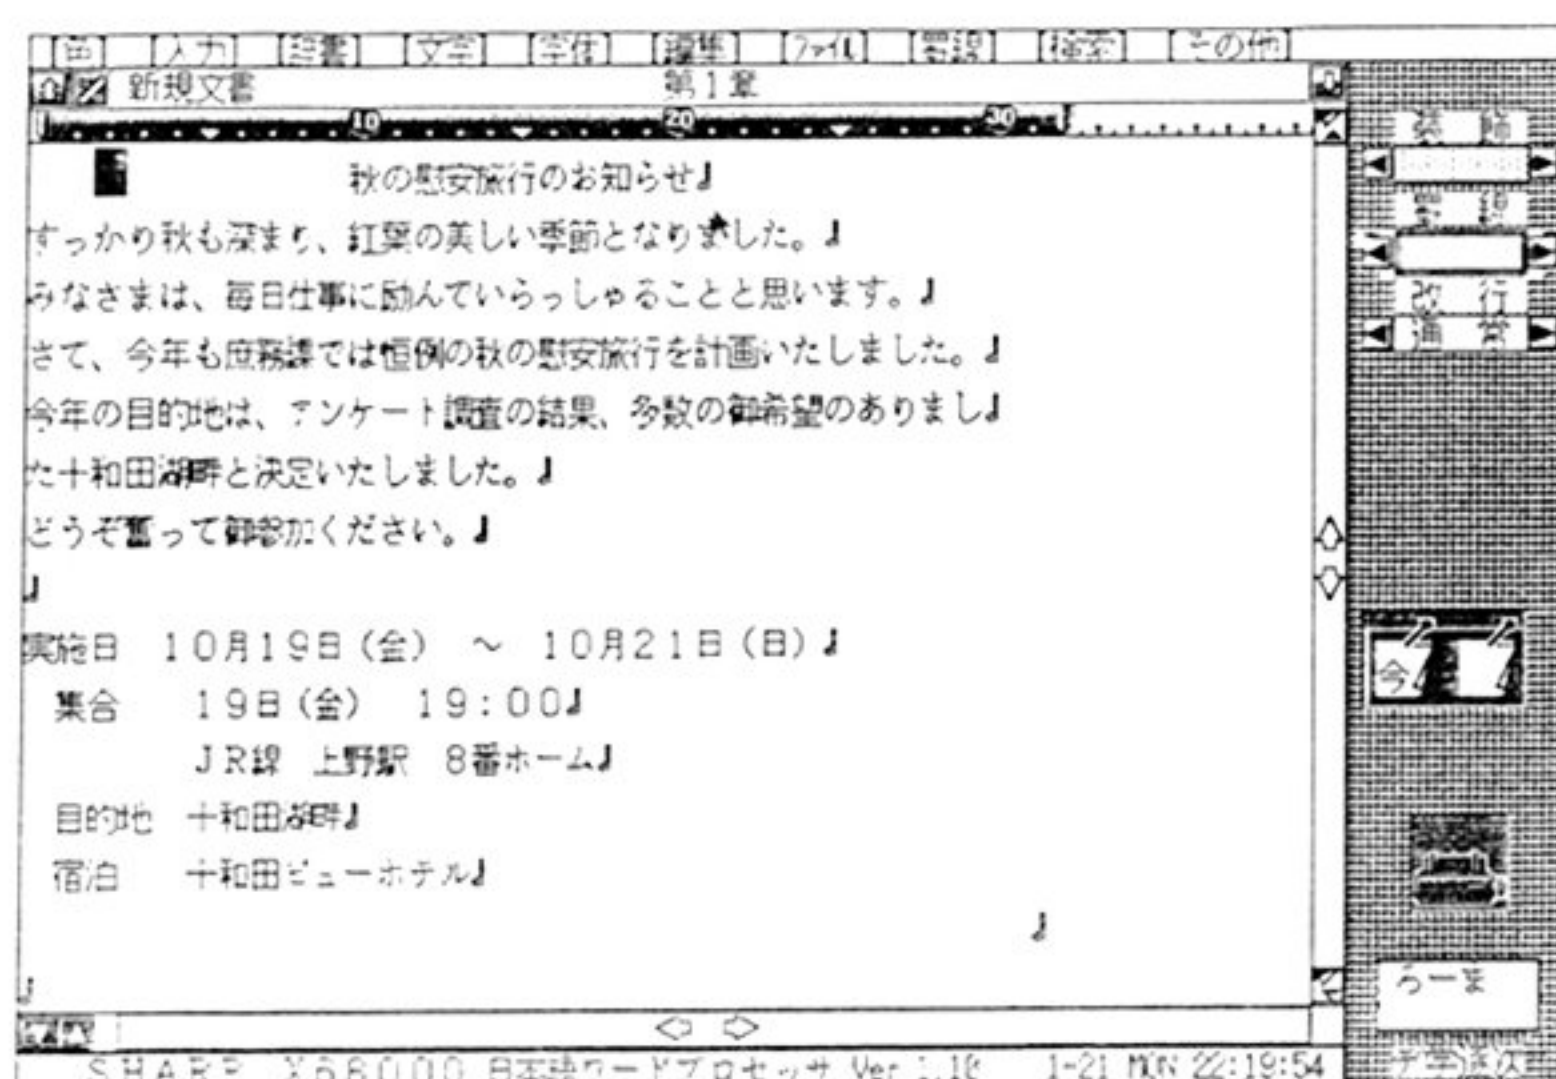 [色] [入力] [辞書] [文字] [字体] [編集] [ファイル] [罫線] [検索] [その他]
新規文書 第1章
10 20 30
秋の慰安旅行のお知らせ
すっかり秋も深まり、紅葉の美しい季節となりました。
みなさまは、毎日仕事に励んでいらっしゃることと思います。
さて、今年も庶務課では恒例の秋の慰安旅行を計画いたしました。
今年の目的地は、アンケート調査の結果、多数の御希望のありまし
た十和田湖畔と決定いたしました。
どうぞ奮って御参加ください。
実施日 10月19日(金) ~ 10月21日(日)
集合 19日(金) 19:00
JR線 上野駅 8番ホーム
目的地 十和田湖畔
宿泊 十和田ビューホテル
罫線
改行
通常
今
ろーま
SHARP X68000 日本語ワードプロセッサ Ver 1-21 MON 22:19:54